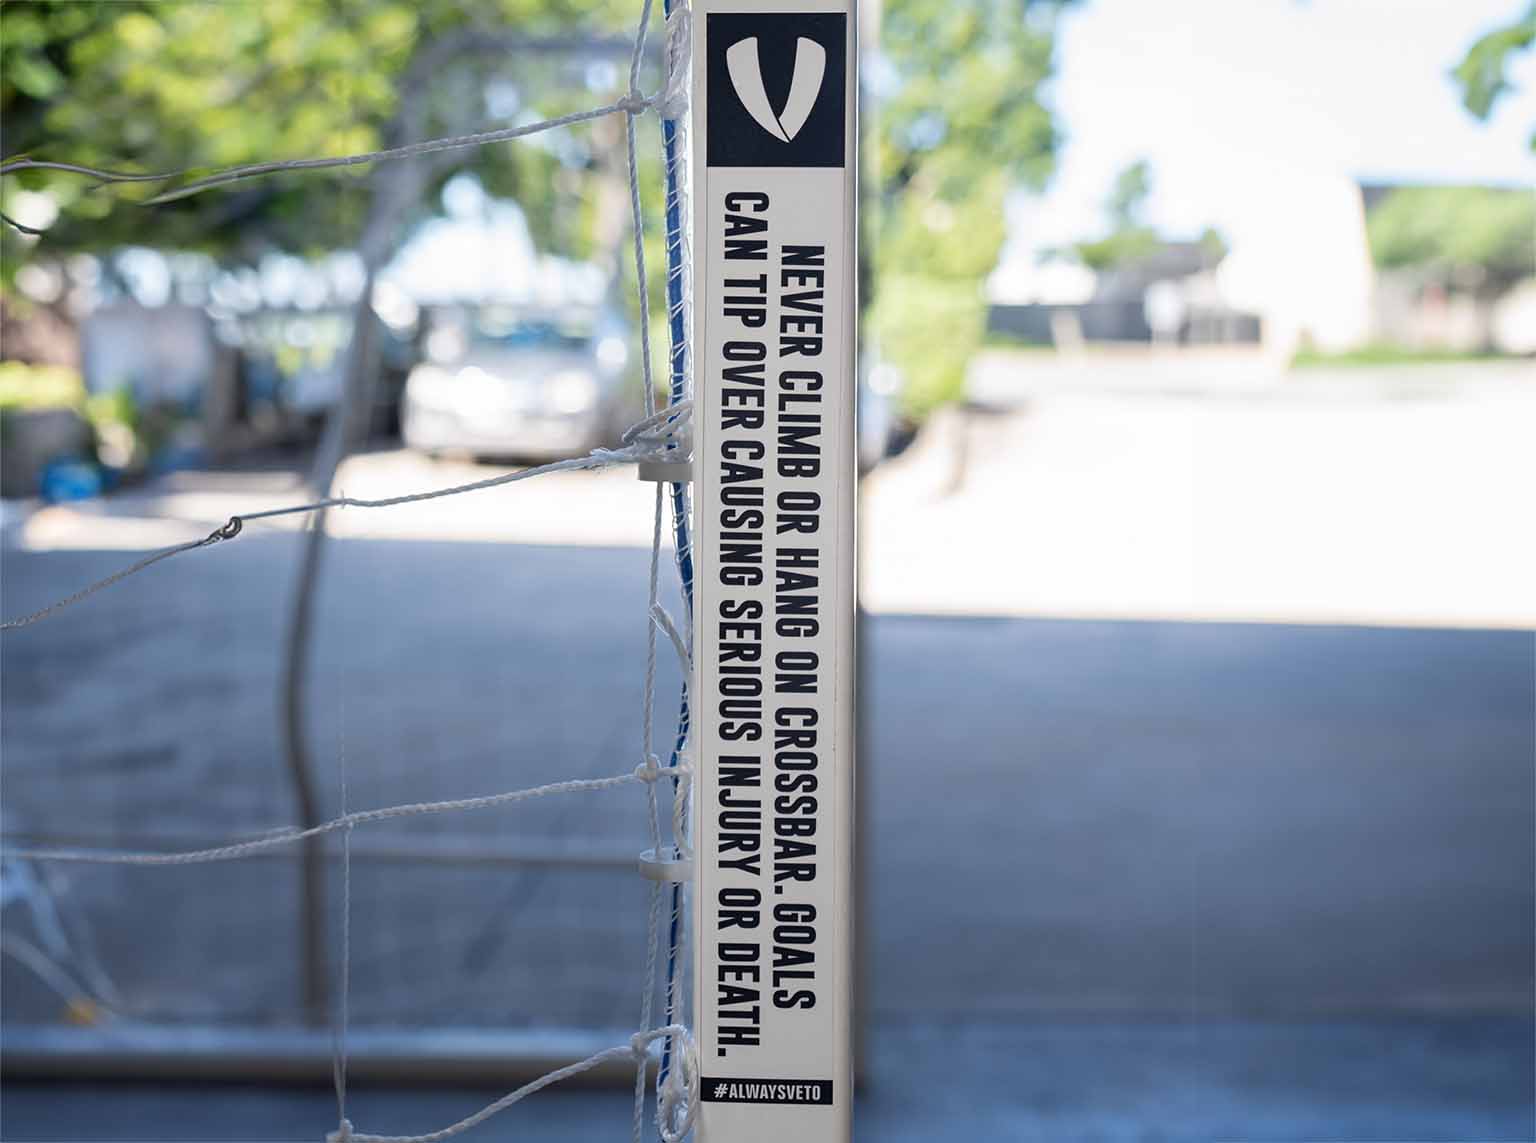 NEVER CLIMB OR HANG ON CROSSBAR. GOALS
CAN TIP OVER CAUSING SERIOUS INJURY OR DEATH.
#ALWAYSVETO